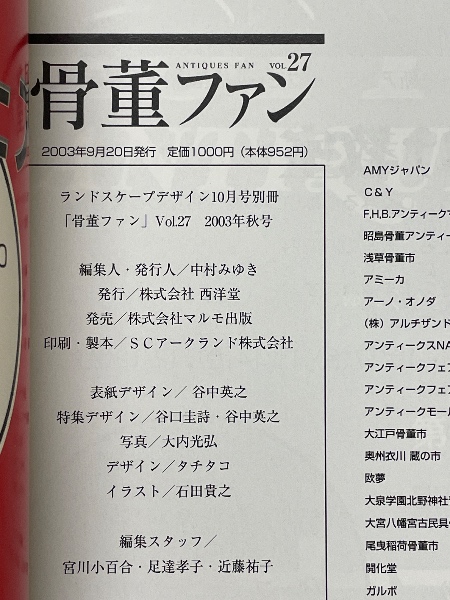 ANTIQUES FAN VOL 27
骨董ファン
2003年9月20日発行 定価1000円（本体952円）
ランドスケープデザイン10月号別冊
「骨董ファン」Vol.27 2003年秋号
編集人・発行人／中村みゆき
発行／株式会社 西洋堂
発売／株式会社マルモ出版
印刷・製本／SCアークランド株式会社
表紙デザイン／ 谷中英之
特集デザイン／谷口圭詩・谷中英之
写真／大内光弘
デザイン／タチタコ
イラスト／石田貴之
編集スタッフ／
宮川小百合・足達孝子・近藤祐子
AMYジャパン
C & Y
F.H.B.アンティーク
昭島骨董アンティー
浅草骨董市
アミーカ
アーノ・オノダ
（株）アルチザンド
アンティークスNA
アンティークフェ
アンティークフェ
アンティークモー
大江戸骨董市
奥州衣川 蔵の市
欧夢
大泉学園北野神社
大宮八幡宮古民具
尾曳稲荷骨董市
開化堂
ガルボ